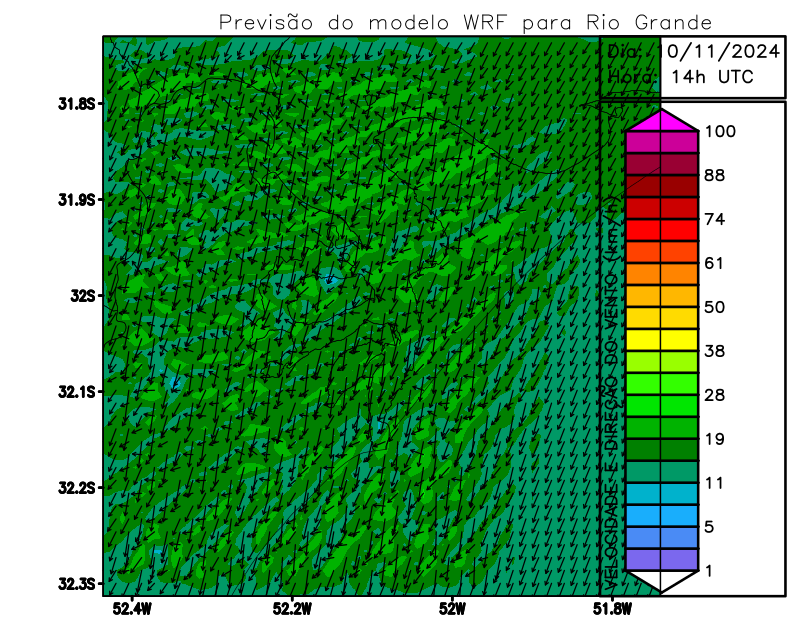 Previsão do modelo WRF para Rio Grande
Dia: 10/11/2024
Hora: 14h UTC
31.8S
31.9S
32S
32.1S
32.2S
32.3S
52.4W
52.2W
52W
51.8W
VELOCIDADE E DIREÇÃO DO VENTO (km/h)
100
88
74
61
50
38
28
19
11
5
1